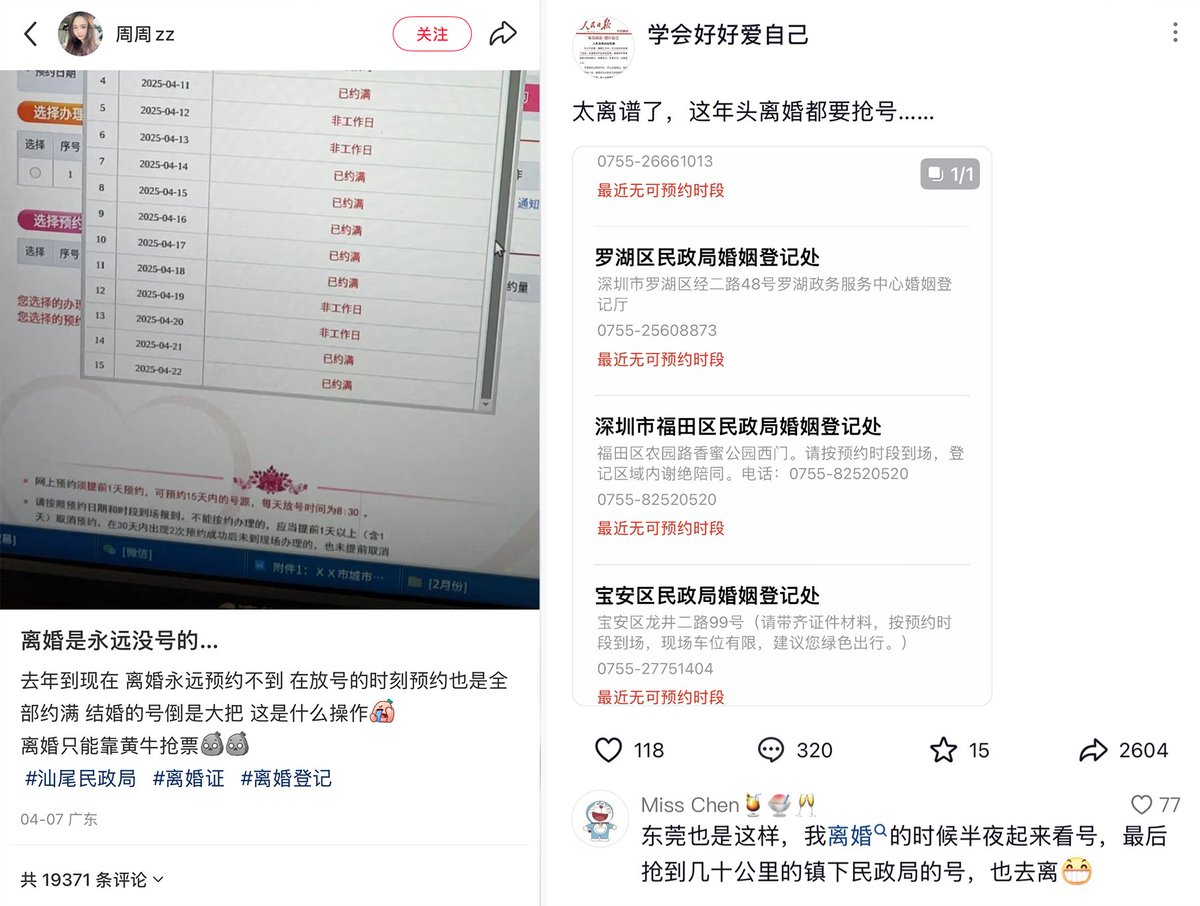 周周zz
关注
预约日期
选择办理
选择 序号
1
选择预约
选择 序号
您选择的办理
您选择的预约
4 2025-04-11 已约满
5 2025-04-12 非工作日
6 2025-04-13 非工作日
7 2025-04-14 已约满
8 2025-04-15 已约满
9 2025-04-16 已约满
10 2025-04-17 已约满
11 2025-04-18 已约满
12 2025-04-19 非工作日
13 2025-04-20 非工作日
14 2025-04-21 已约满
15 2025-04-22 已约满
通知
约量
网上预约须提前1天预约，可预约15天内的号源，每天放号时间为8:30 。
请按照预约日期和时段到场报到，不能按约办理的，应当提前1天以上（含1
天）取消预约。在30天内出现2次预约成功后未到现场办理的，也未提前取消
[微信]
附件1：ＸＸ市城市…
[2月份]
离婚是永远没号的...
去年到现在 离婚永远预约不到 在放号的时刻预约也是全
部约满 结婚的号倒是大把 这是什么操作
离婚只能靠黄牛抢票
#汕尾民政局 #离婚证 #离婚登记
04-07 广东
共 19371 条评论
人民日报
学会好好爱自己
太离谱了，这年头离婚都要抢号......
1/1
0755-26661013
最近无可预约时段
罗湖区民政局婚姻登记处
深圳市罗湖区经二路48号罗湖政务服务中心婚姻登
记厅
0755-25608873
最近无可预约时段
深圳市福田区民政局婚姻登记处
福田区农园路香蜜公园西门。请按预约时段到场，登
记区域内谢绝陪同。电话：0755-82520520
0755-82520520
最近无可预约时段
宝安区民政局婚姻登记处
宝安区龙井二路99号（请带齐证件材料，按预约时
段到场，现场车位有限，建议您绿色出行。）
0755-27751404
最近无可预约时段
118
320
15
2604
Miss Chen🍹🍧🥂
77
东莞也是这样，我离婚的时候半夜起来看号，最后
抢到几十公里的镇下民政局的号，也去离😁